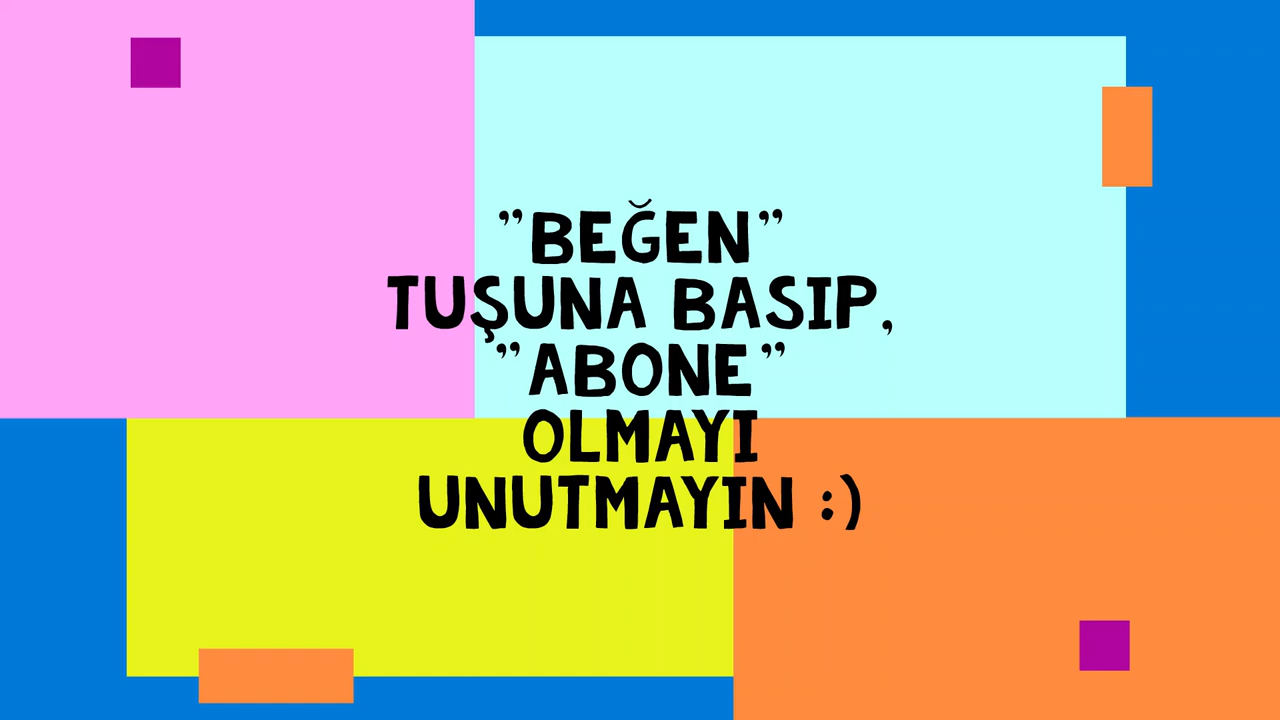 ”BEĞEN”
TUŞUNA BASIP,
”ABONE”
OLMAYI
UNUTMAYIN :)